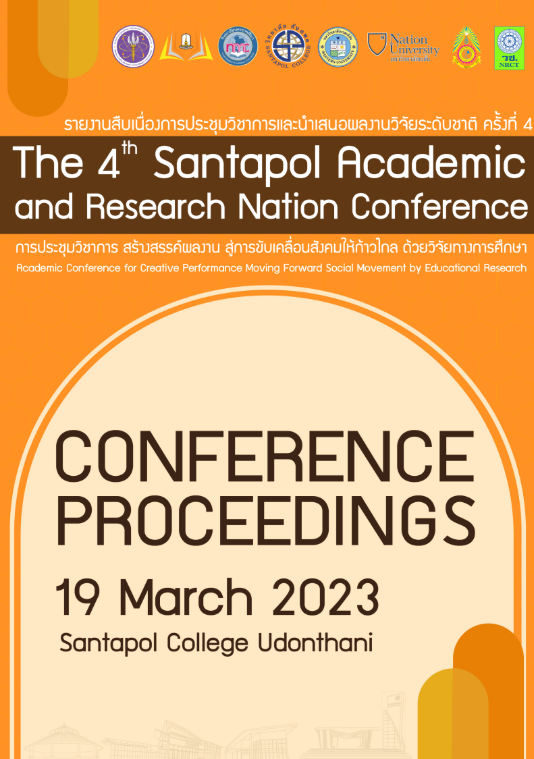 NCC
SANTAPOL COLLEGE
Nation
University
วช.
NRCT
รายงานสืบเนื่องการประชุมวิชาการและนำเสนอผลงานวิจัยระดับชาติ ครั้งที่ 4
The 4th Santapol Academic
and Research Nation Conference
การประชุมวิชาการ สร้างสรรค์ผลงาน สู่การขับเคลื่อนสังคมให้ก้าวไกล ด้วยวิจัยทางการศึกษา
Academic Conference for Creative Performance Moving Forward Social Movement by Educational Research
CONFERENCE
PROCEEDINGS
19 March 2023
Santapol College Udonthani